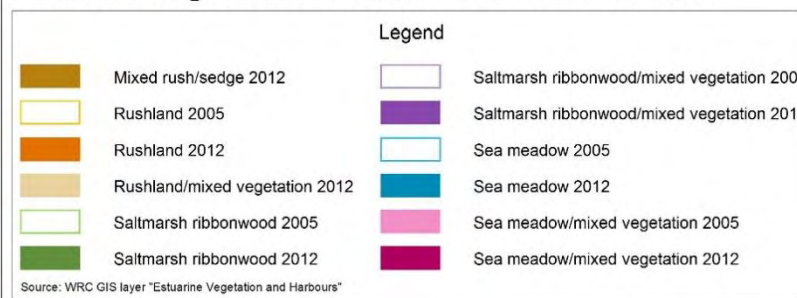 Legend
Mixed rush/sedge 2012
Rushland 2005
Rushland 2012
Rushland/mixed vegetation 2012
Saltmarsh ribbonwood 2005
Saltmarsh ribbonwood 2012
Saltmarsh ribbonwood/mixed vegetation 200
Saltmarsh ribbonwood/mixed vegetation 201
Sea meadow 2005
Sea meadow 2012
Sea meadow/mixed vegetation 2005
Sea meadow/mixed vegetation 2012
Source: WRC GIS layer "Estuarine Vegetation and Harbours"